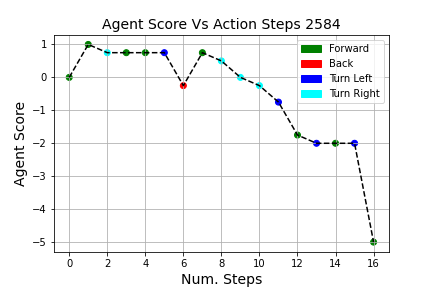 Agent Score Vs Action Steps 2584
Agent Score
1
0
−1
−2
−3
−4
−5
Forward
Back
Turn Left
Turn Right
0 2 4 6 8 10 12 14 16
Num. Steps